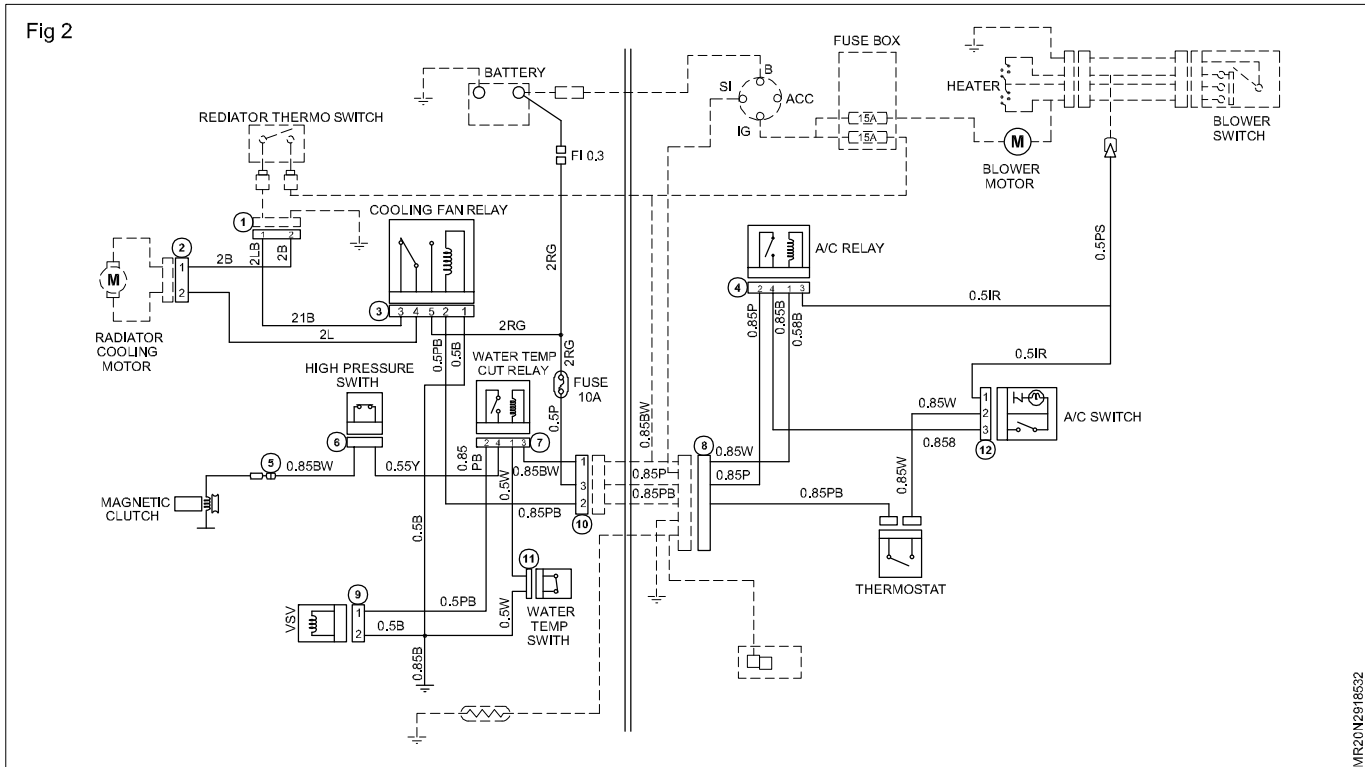 Fig 2
BATTERY
REDIATOR THERMO SWITCH
FI 0.3
COOLING FAN RELAY
1
1 2
2LB
2B
2
2B
1
2
M
RADIATOR
COOLING
MOTOR
21B
2L
3
3 4 5 2 1
2RG
2RG
2RG
0.5PB
0.5B
HIGH PRESSURE
SWITH
WATER TEMP
CUT RELAY
FUSE
10A
0.5P
6
7
2 4 1 3
5
0.85BW
0.55Y
0.85
PB
0.5W
0.85BW
MAGNETIC
CLUTCH
0.85PB
1
3
2
10
0.5B
11
WATER
TEMP
SWITH
0.5W
9
VSV
1
2
0.5PB
0.5B
0.85B
SI
B
ACC
IG
FUSE BOX
15A
15A
HEATER
M
BLOWER
MOTOR
BLOWER
SWITCH
0.5PS
A/C RELAY
4
2 4 1 3
0.85P
0.85B
0.58B
0.5IR
0.5IR
0.85BW
0.85P
0.85PB
8
0.85W
0.85P
0.85PB
0.85W
0.858
0.85W
1
2
3
12
A/C SWITCH
THERMOSTAT
MR20N2918532